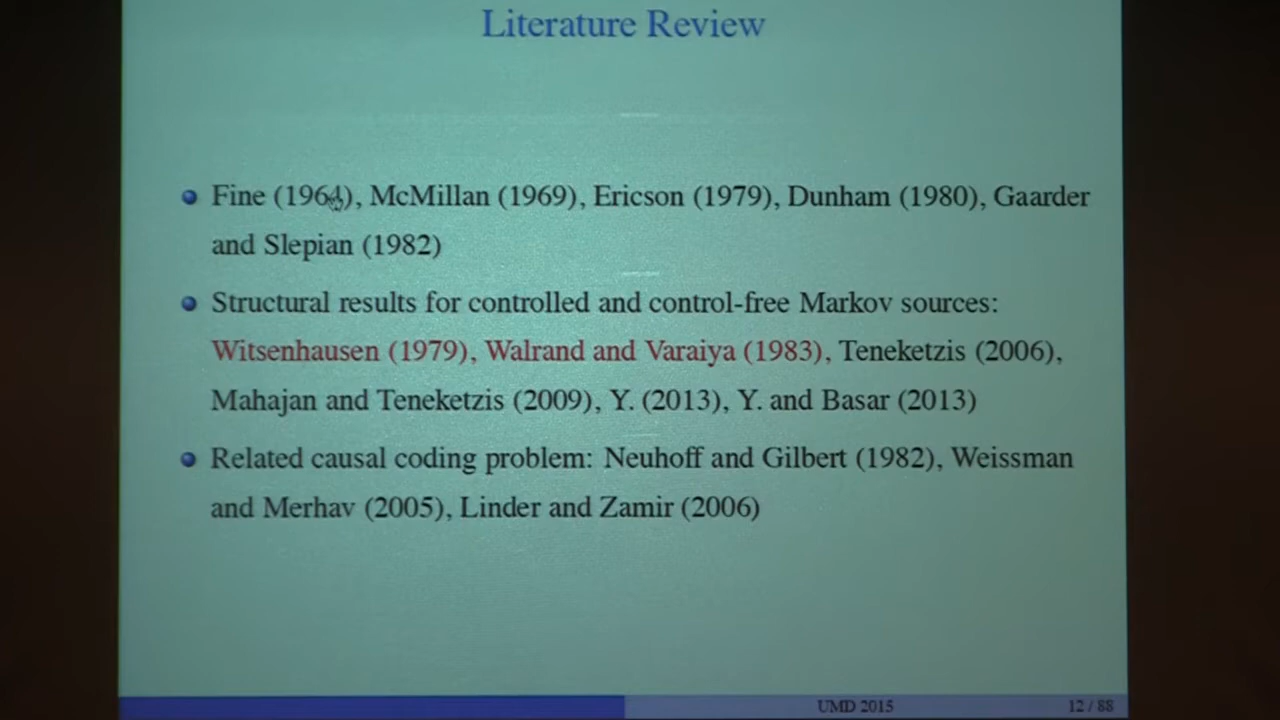 Literature Review
Fine (1964), McMillan (1969), Ericson (1979), Dunham (1980), Gaarder
and Slepian (1982)
Structural results for controlled and control-free Markov sources:
Witsenhausen (1979), Walrand and Varaiya (1983), Teneketzis (2006),
Mahajan and Teneketzis (2009), Y. (2013), Y. and Basar (2013)
Related causal coding problem: Neuhoff and Gilbert (1982), Weissman
and Merhav (2005), Linder and Zamir (2006)
UMD 2015 12 / 88